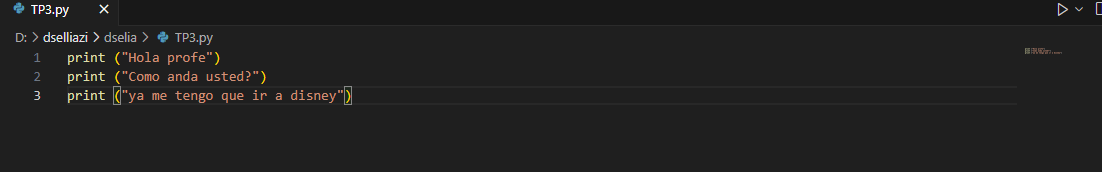 TP3.py
D: > dselliazi > dselia > TP3.py
1 print ("Hola profe")
2 print ("Como anda usted?")
3 print ("ya me tengo que ir a disney")